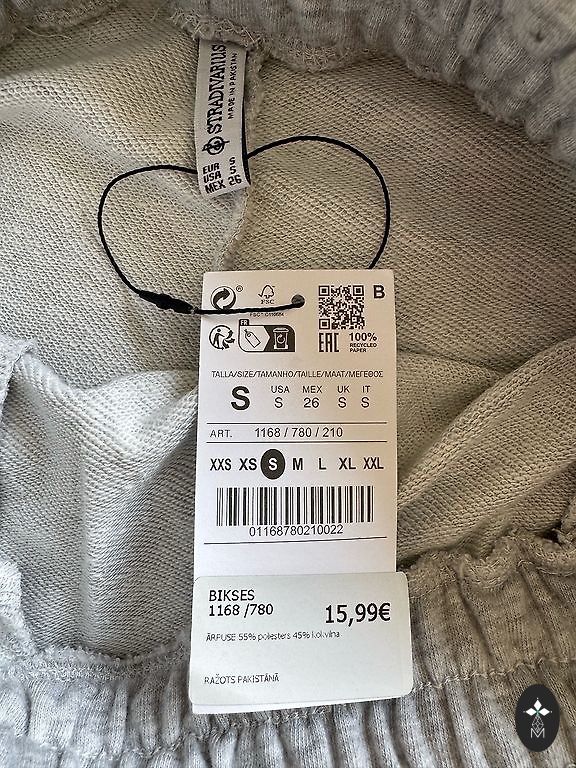 STRADIVARIUS
MADE IN PAKISTAN
EUR S
USA S
MEX 26
FSC
B
FR
EAC
100%
RECYCLED
PAPER
TALLA/SIZE/TAMANHO/TAILLE/MAAT/ΜΕΓΕΘΟΣ
S
USA MEX UK IT
S 26 S S
ART. 1168 / 780 / 210
XXS XS S M L XL XXL
01168780210022
BIKSES
1168 /780
15,99€
ĀRPUSE 55% poliesters 45% kokvilna
RAŽOTS PAKISTĀNĀ
M